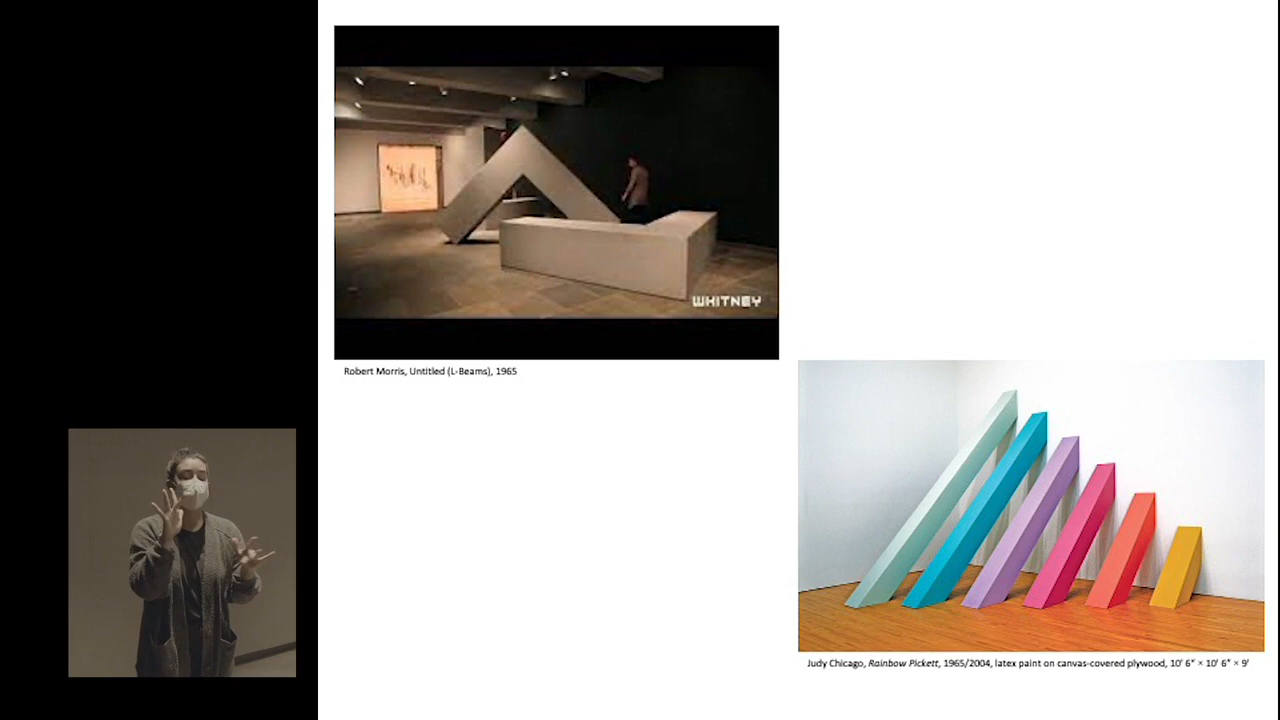 WHITNEY
Robert Morris, Untitled (L-Beams), 1965
Judy Chicago, Rainbow Pickett, 1965/2004, latex paint on canvas-covered plywood, 10' 6" × 10' 6" × 9'